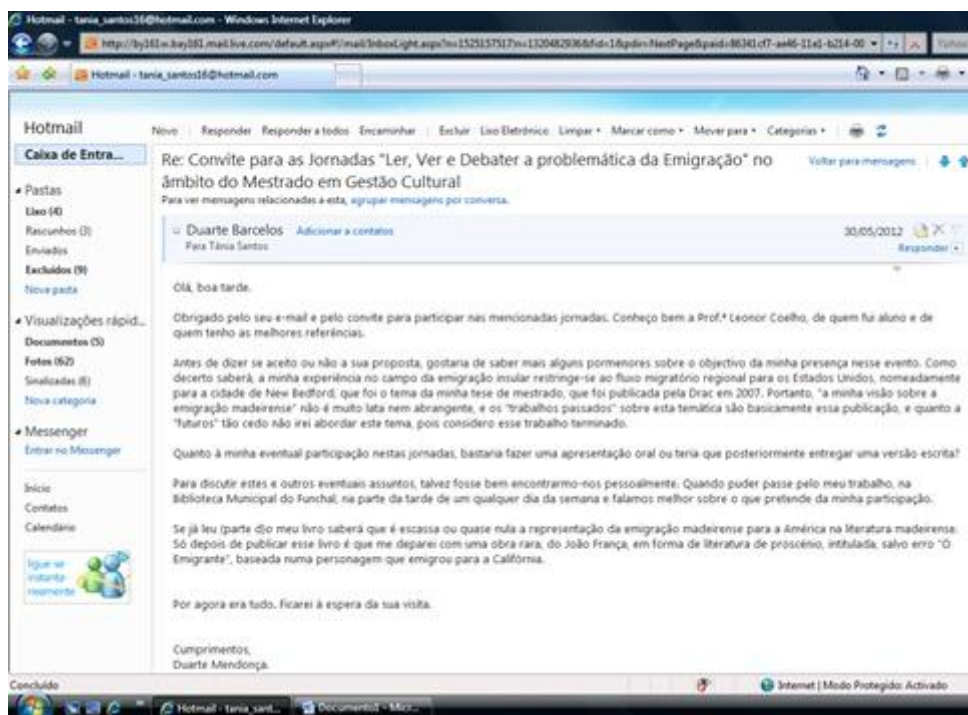 Hotmail - tania_santos16@hotmail.com - Windows Internet Explorer
Hotmail - tania_santos16@hotmail.com
Hotmail
Novo Responder Responder a todos Encaminhar Excluir Lixo Eletrônico Limpar Marcar como Mover para Categorias
Caixa de Entra...
Re: Convite para as Jornadas "Ler, Ver e Debater a problemática da Emigração" no
Voltar para mensagens
âmbito do Mestrado em Gestão Cultural
Para ver mensagens relacionadas a esta, agrupar mensagens por conversa.
Pastas
Lixo (4)
Rascunhos (3)
Enviados
Excluídos (9)
Nova pasta
Visualizações rápid...
Documentos (5)
Fotos (62)
Sinalizadas (6)
Nova categoria
Messenger
Entrar no Messenger
Início
Contatos
Calendário
ligue-se
instanta-
neamente
Duarte Barcelos Adicionar a contatos
30/05/2012
Para Tânia Santos
Responder
Olá, boa tarde.
Obrigado pelo seu e-mail e pelo convite para participar nas mencionadas jornadas. Conheço bem a Prof.ª Leonor Coelho, de quem fui aluno e de
quem tenho as melhores referências.
Antes de dizer se aceito ou não a sua proposta, gostaria de saber mais alguns pormenores sobre o objectivo da minha presença nesse evento. Como
decerto saberá, a minha experiência no campo da emigração insular restringe-se ao fluxo migratório regional para os Estados Unidos, nomeadamente
para a cidade de New Bedford, que foi o tema da minha tese de mestrado, que foi publicada pela Drac em 2007. Portanto, "a minha visão sobre a
emigração madeirense" não é muito lata nem abrangente, e os "trabalhos passados" sobre esta temática são basicamente essa publicação, e quanto a
"futuros" tão cedo não irei abordar este tema, pois considero esse trabalho terminado.
Quanto à minha eventual participação nestas jornadas, bastaria fazer uma apresentação oral ou teria que posteriormente entregar uma versão escrita?
Para discutir estes e outros eventuais assuntos, talvez fosse bem encontrarmo-nos pessoalmente. Quando puder passe pelo meu trabalho, na
Biblioteca Municipal do Funchal, na parte da tarde de um qualquer dia da semana e falamos melhor sobre o que pretende da minha participação.
Se já leu (parte d)o meu livro saberá que é escassa ou quase nula a representação da emigração madeirense para a América na literatura madeirense.
Só depois de publicar esse livro é que me deparei com uma obra rara, do João França, em forma de literatura de proscénio, intitulada, salvo erro "O
Emigrante", baseada numa personagem que emigrou para a Califórnia.
Por agora era tudo. Ficarei à espera da sua visita.
Cumprimentos,
Duarte Mendonça.
Concluído
Internet | Modo Protegido: Activado
Hotmail - tania_sant...
Documento1 - Micr...